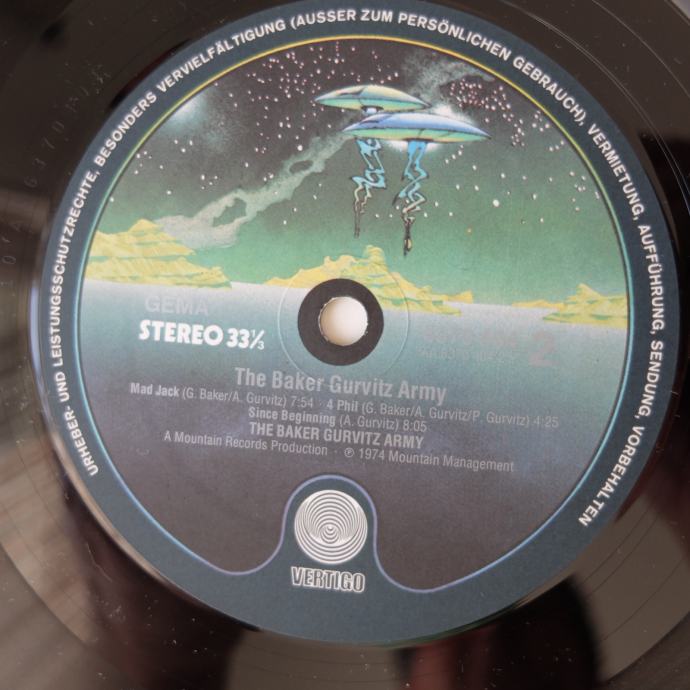 URHEBER- UND LEISTUNGSSCHUTZRECHTE, BESONDERS VERVIELFÄLTIGUNG (AUSSER ZUM PERSÖNLICHEN GEBRAUCH), VERMIETUNG, AUFFÜHRUNG, SENDUNG, VORBEHALTEN
GEMA
STEREO 33⅓
2
The Baker Gurvitz Army
Mad Jack (G. Baker/A. Gurvitz) 7:54 · 4 Phil (G. Baker/A. Gurvitz/P. Gurvitz) 4:25
Since Beginning (A. Gurvitz) 8:05
THE BAKER GURVITZ ARMY
A Mountain Records Production · ℗ 1974 Mountain Management
VERTIGO